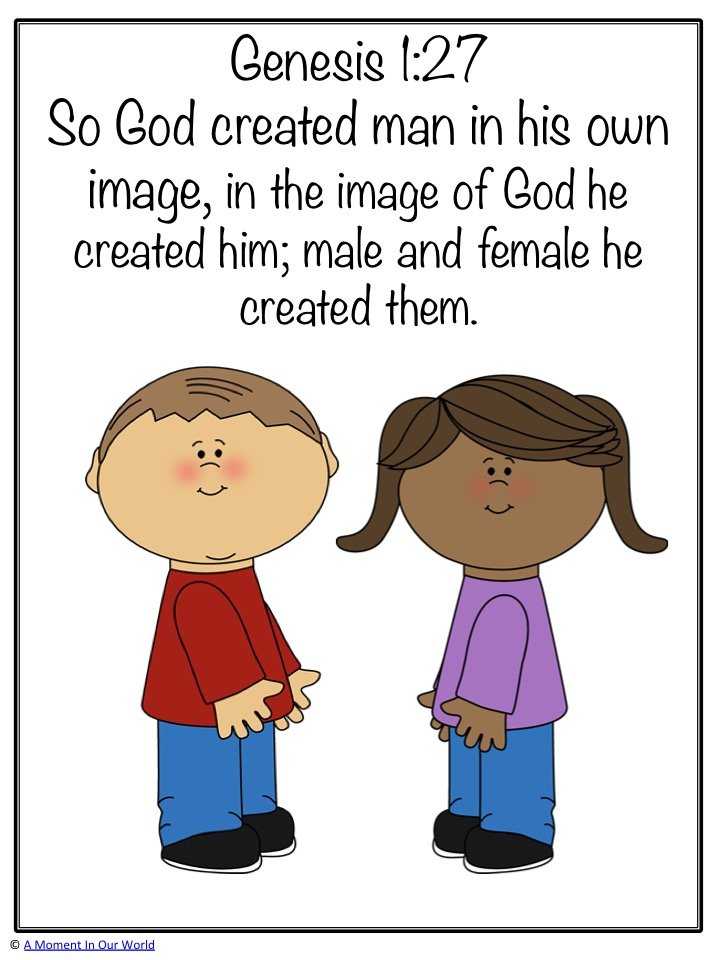 Genesis 1:27
So God created man in his own
image, in the image of God he
created him; male and female he
created them.
© A Moment In Our World